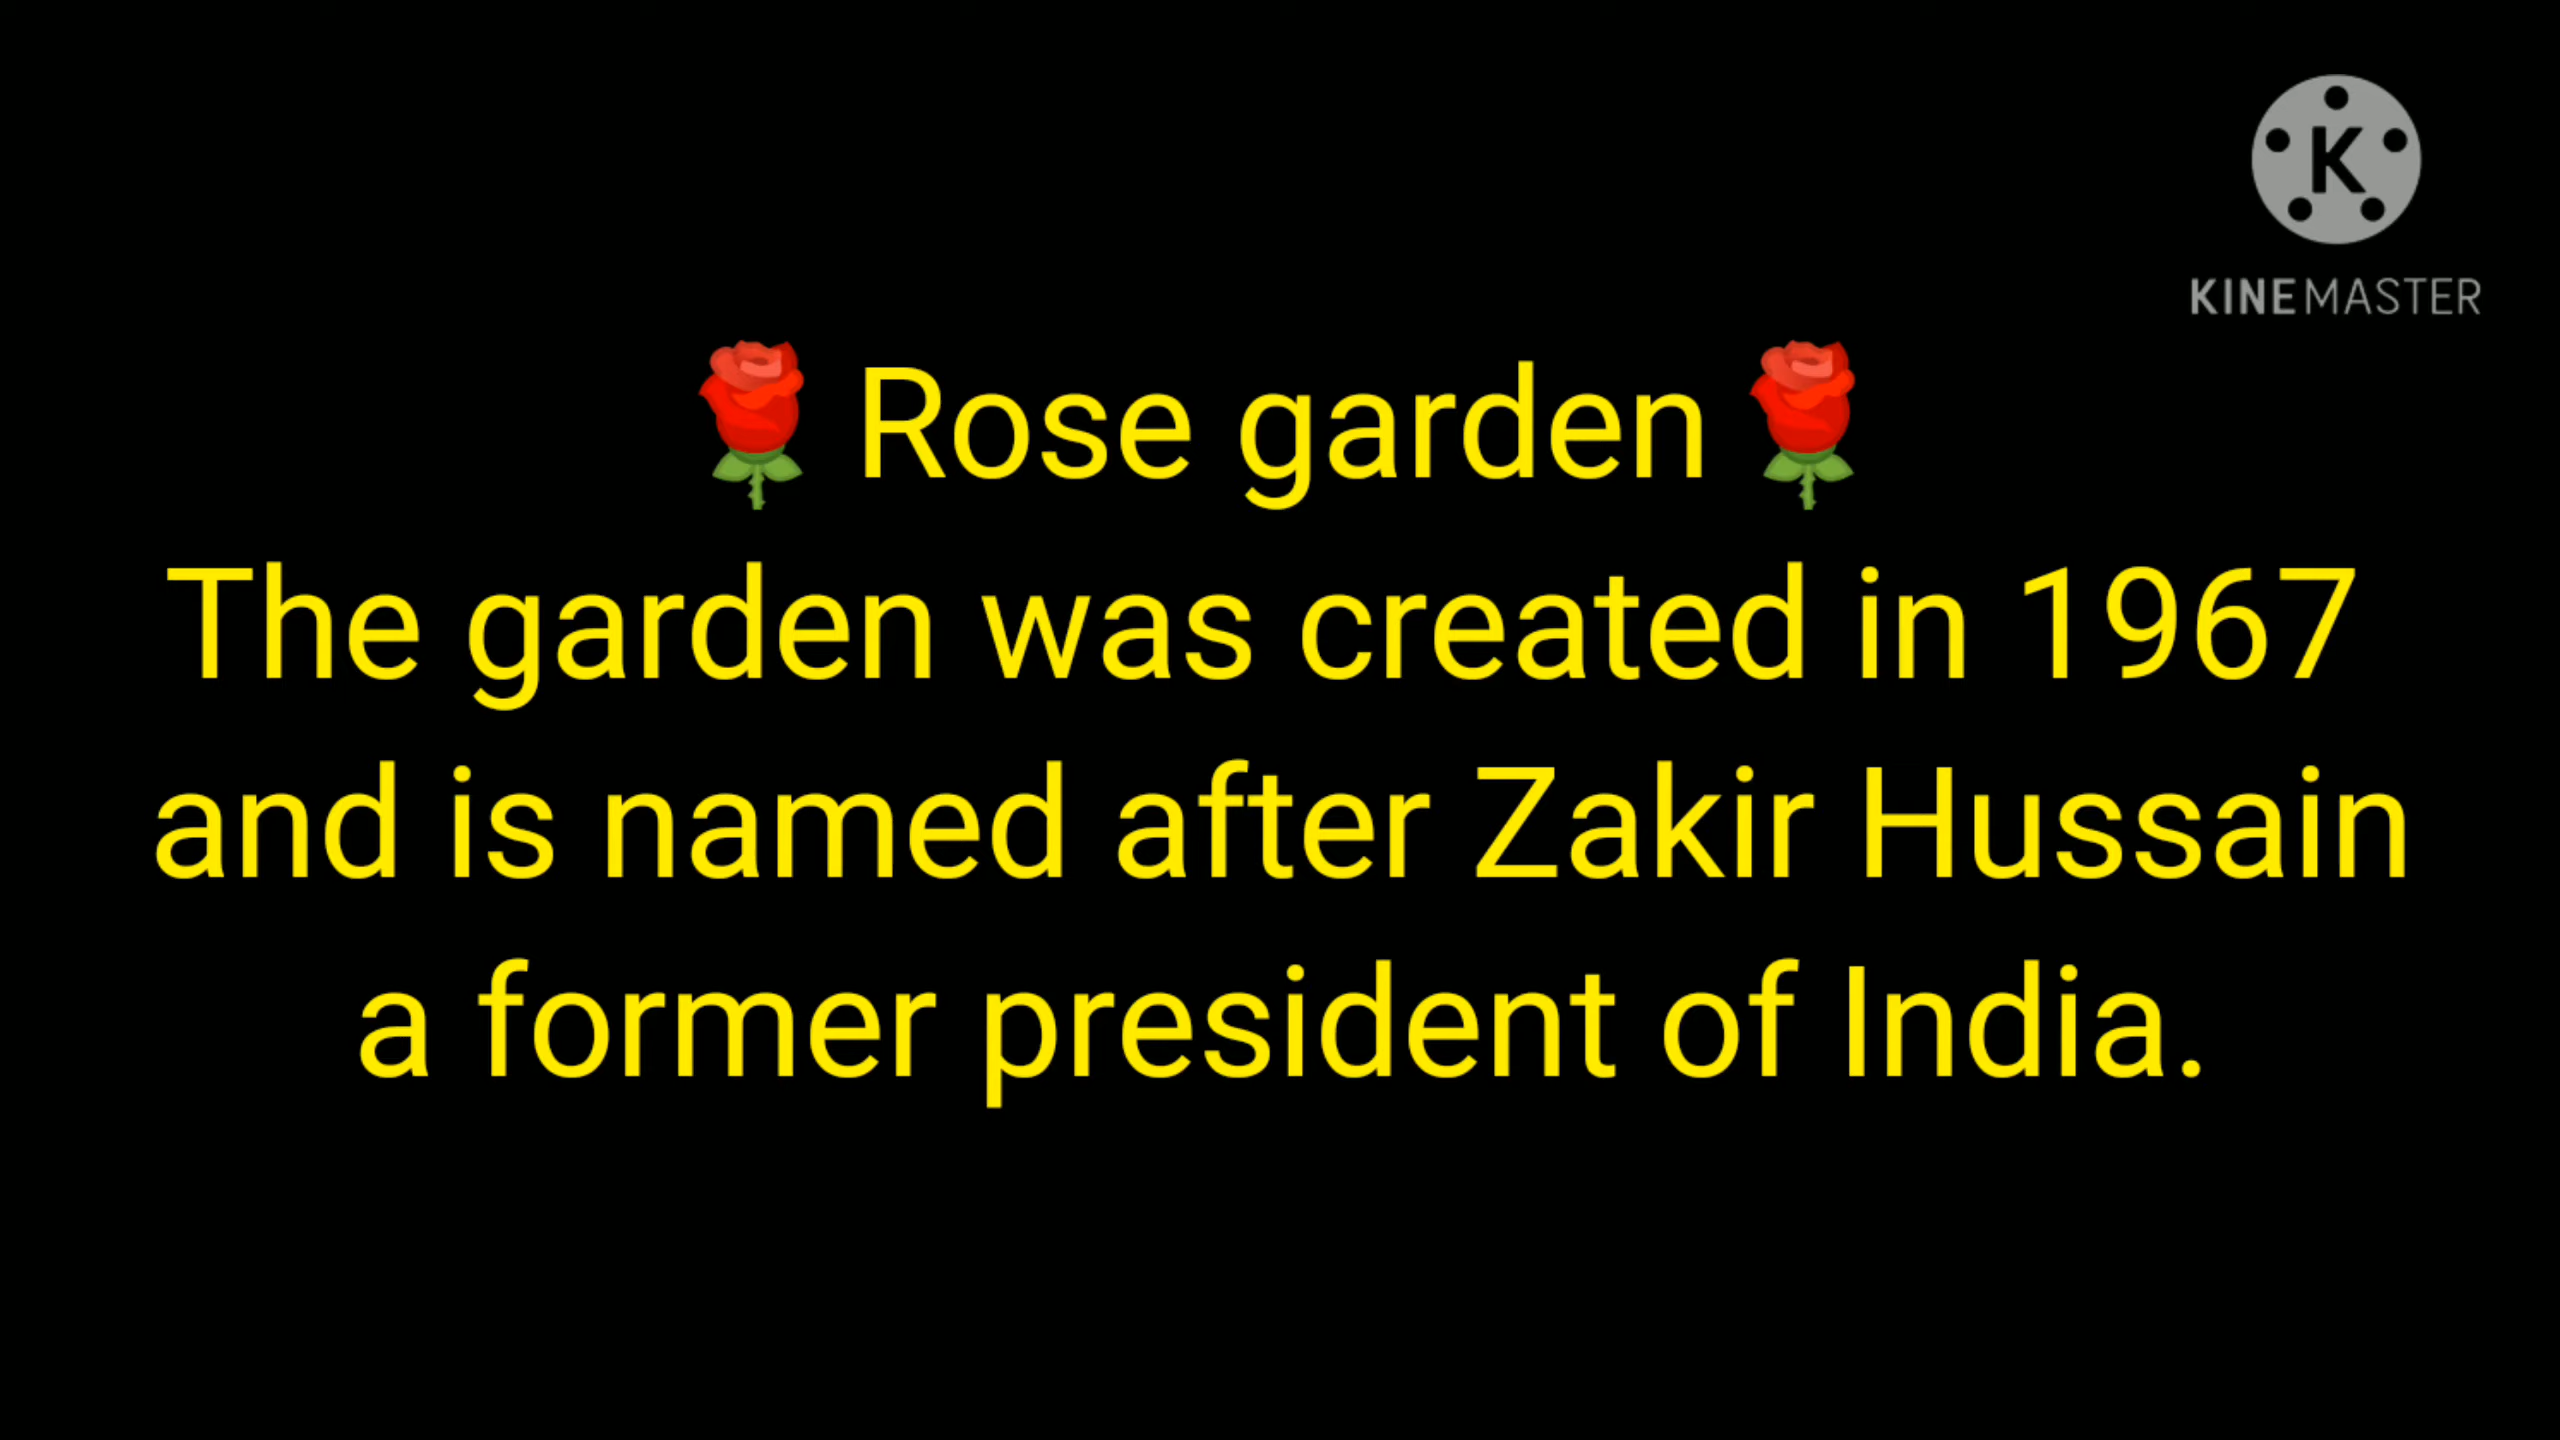 K
KINEMASTER
🌹 Rose garden 🌹
The garden was created in 1967
and is named after Zakir Hussain
a former president of India.